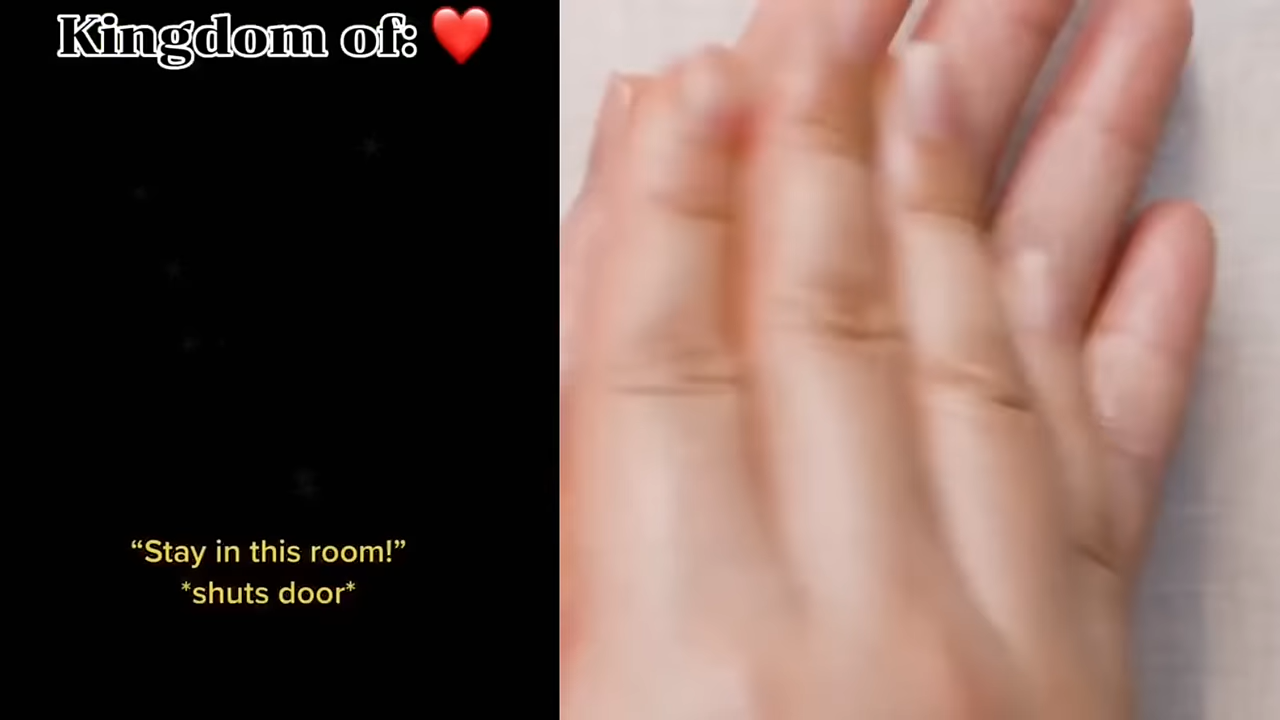 Kingdom of: ❤️
“Stay in this room!”
*shuts door*